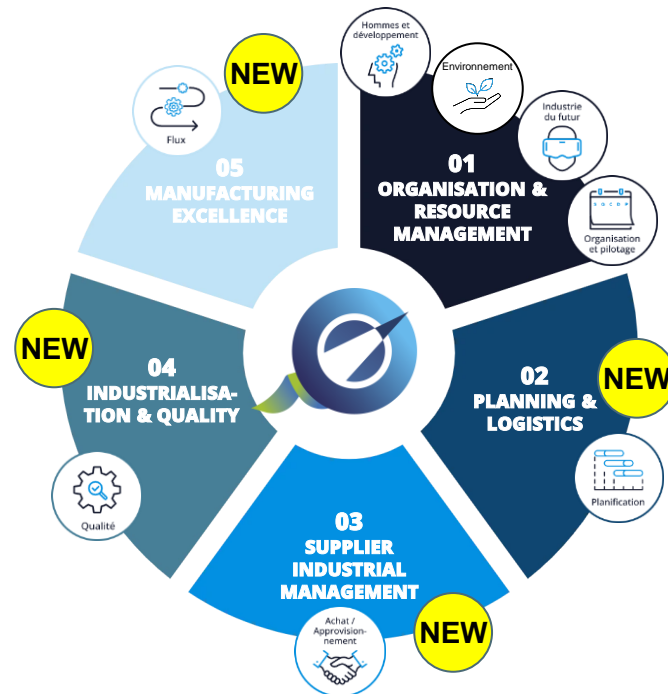 Hommes et
développement
Environnement
Industrie
du futur
S Q C D P
Organisation
et pilotage
01
ORGANISATION &
RESOURCE
MANAGEMENT
NEW
02
PLANNING &
LOGISTICS
Planification
03
SUPPLIER
INDUSTRIAL
MANAGEMENT
Achat /
Approvision-
nement
NEW
NEW
04
INDUSTRIALISA-
TION & QUALITY
Qualité
NEW
Flux
05
MANUFACTURING
EXCELLENCE